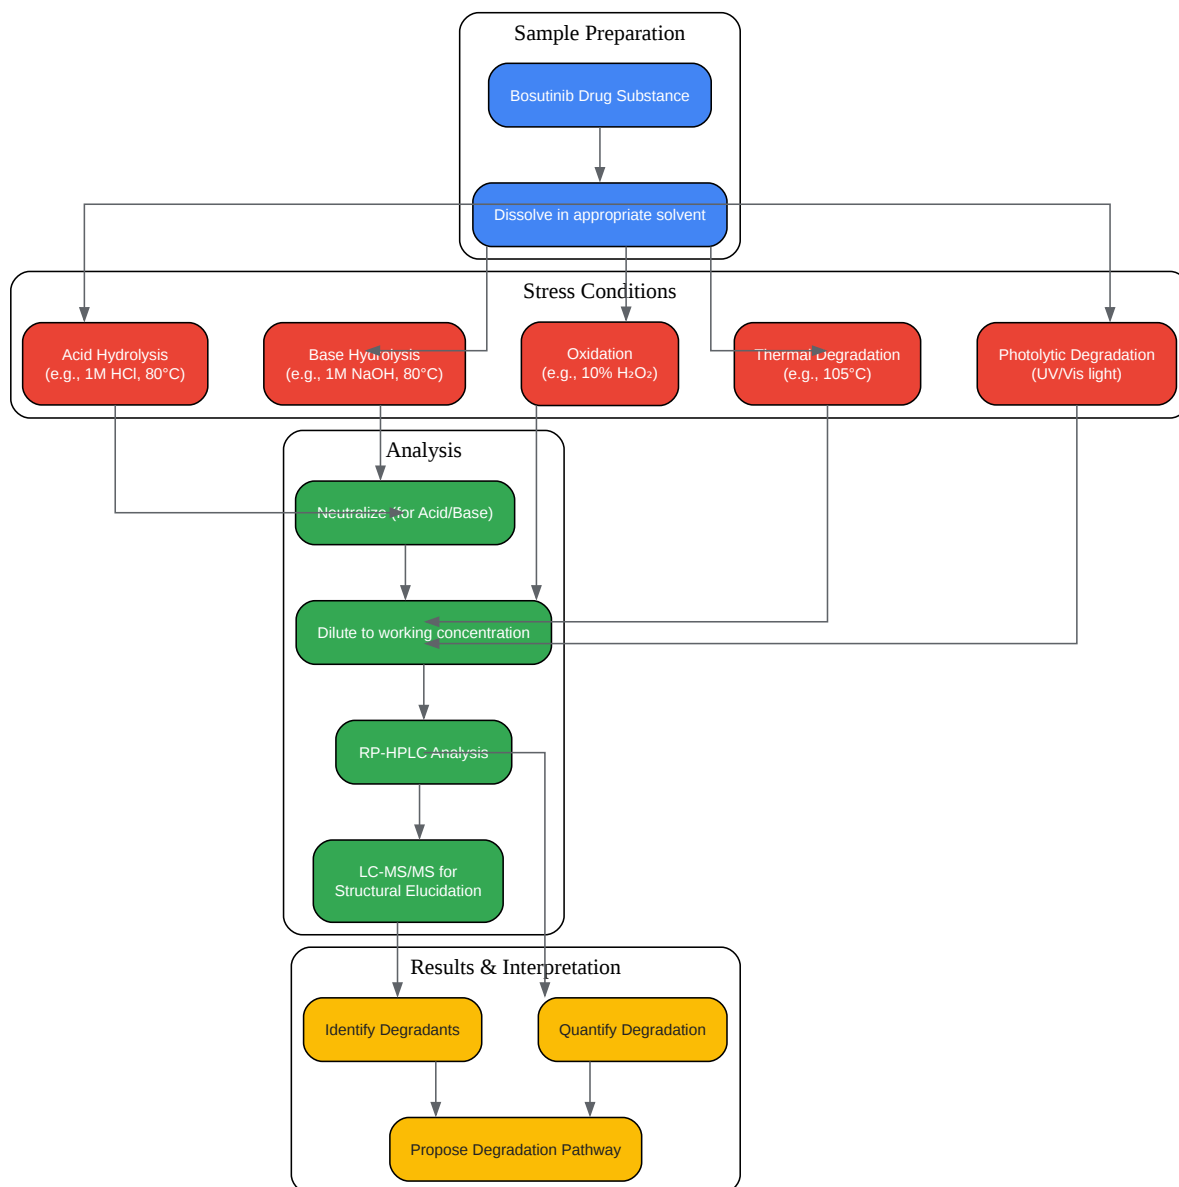 Sample Preparation
Bosutinib Drug Substance
Dissolve in appropriate solvent
Stress Conditions
Acid Hydrolysis
(e.g., 1M HCl, 80°C)
Base Hydrolysis
(e.g., 1M NaOH, 80°C)
Oxidation
(e.g., 10% H₂O₂)
Thermal Degradation
(e.g., 105°C)
Photolytic Degradation
(UV/Vis light)
Analysis
Neutralize (for Acid/Base)
Dilute to working concentration
RP-HPLC Analysis
LC-MS/MS for
Structural Elucidation
Results & Interpretation
Identify Degradants
Quantify Degradation
Propose Degradation Pathway